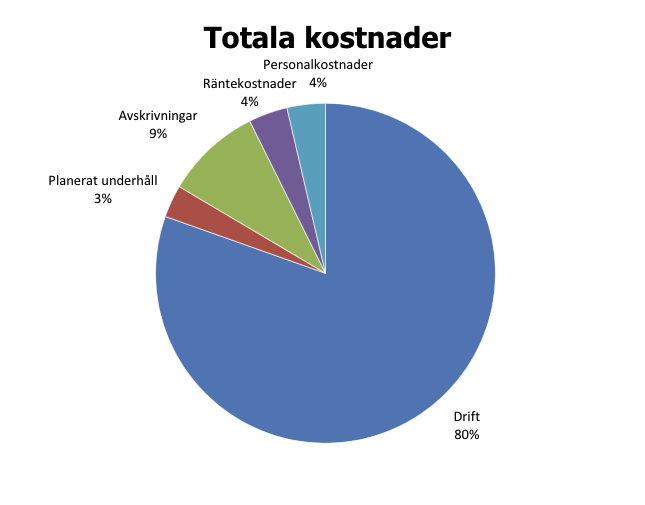 Totala kostnader
Personalkostnader
4%
Räntekostnader
4%
Avskrivningar
9%
Planerat underhåll
3%
Drift
80%